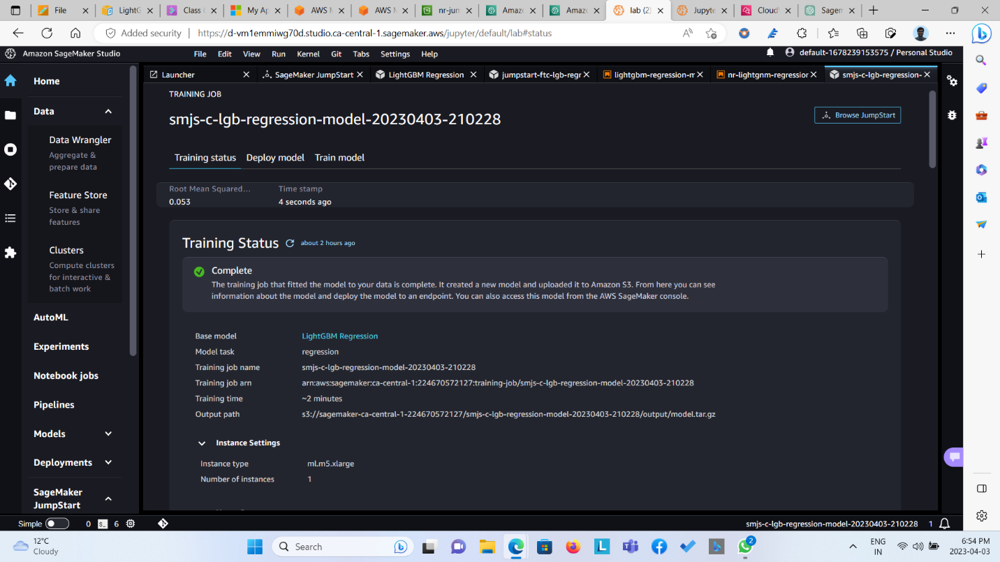 File
LightG
Class
My Ap
AWS M
AWS M
nr-jum
Amazo
Amazo
lab (2)
Jupyte
Cloud
Sagem
Added security
https://d-vm1emmiwg70d.studio.ca-central-1.sagemaker.aws/jupyter/default/lab#status
Amazon SageMaker Studio
File Edit View Run Kernel Git Tabs Settings Help
default-1678239153575 / Personal Studio
Launcher
SageMaker JumpStart
LightGBM Regression
jumpstart-ftc-lgb-regr
lightgbm-regression-m
nr-lightgnm-regression
smjs-c-lgb-regression-
Home
Data
Data Wrangler
Aggregate &
prepare data
Feature Store
Store & share
features
Clusters
Compute clusters
for interactive &
batch work
AutoML
Experiments
Notebook jobs
Pipelines
Models
Deployments
SageMaker
JumpStart
TRAINING JOB
smjs-c-lgb-regression-model-20230403-210228
Browse JumpStart
Training status Deploy model Train model
Root Mean Squared... Time stamp
0.053 4 seconds ago
Training Status about 2 hours ago
Complete
The training job that fitted the model to your data is complete. It created a new model and uploaded it to Amazon S3. From here you can see
information about the model and deploy the model to an endpoint. You can also access this model from the AWS SageMaker console.
Base model LightGBM Regression
Model task regression
Training job name smjs-c-lgb-regression-model-20230403-210228
Training job arn arn:aws:sagemaker:ca-central-1:224670572127:training-job/smjs-c-lgb-regression-model-20230403-210228
Training time ~2 minutes
Output path s3://sagemaker-ca-central-1-224670572127/smjs-c-lgb-regression-model-20230403-210228/output/model.tar.gz
Instance Settings
Instance type ml.m5.xlarge
Number of instances 1
Simple 0 6
smjs-c-lgb-regression-model-20230403-210228 1
12°C
Cloudy
Search
2
ENG
IN
6:54 PM
2023-04-03